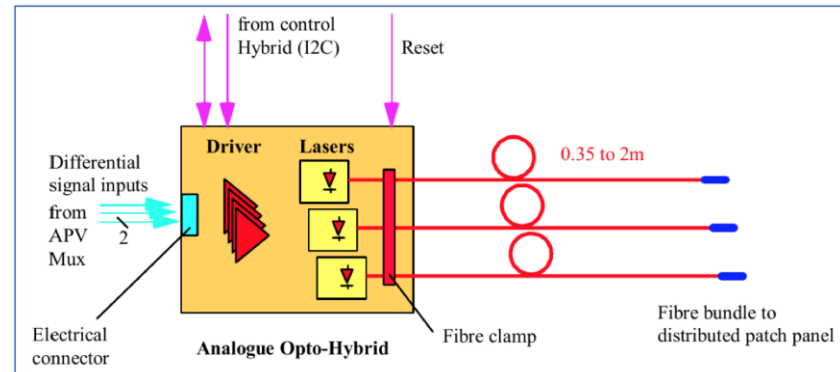 from control
Hybrid (I2C)
Reset
Driver
Lasers
0.35 to 2m
Differential
signal inputs
from
APV
Mux
2
Electrical
connector
Analogue Opto-Hybrid
Fibre clamp
Fibre bundle to
distributed patch panel